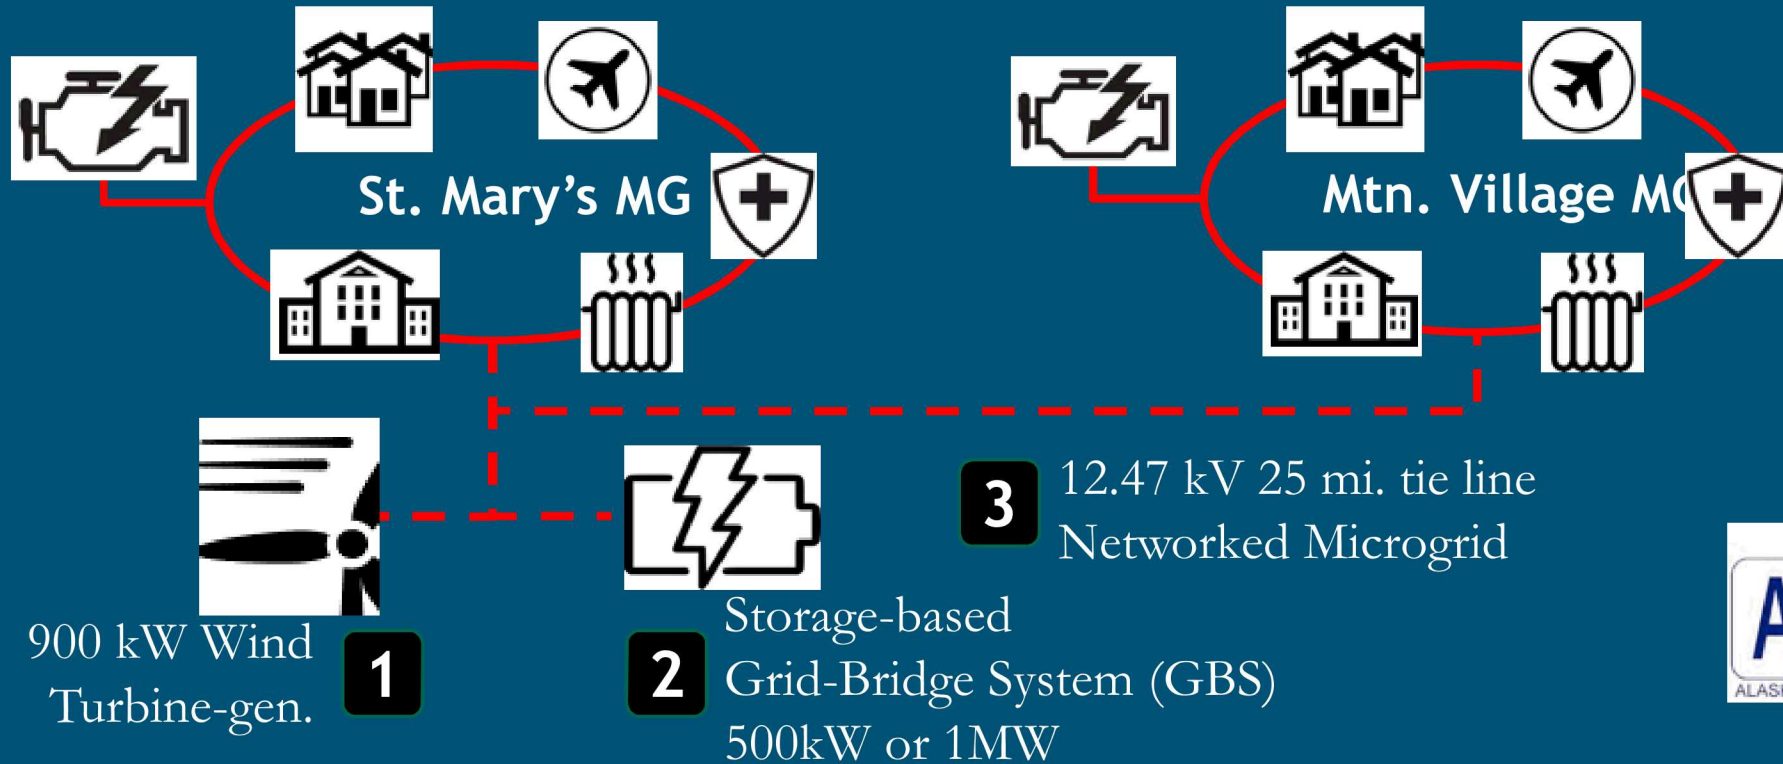 St. Mary's MG
Mtn. Village
3
12.47 kV 25 mi. tie line
Networked Microgrid
900 kW Wind
Turbine-gen.
1
2
Storage-based
Grid-Bridge System (GBS)
500kW or 1MW